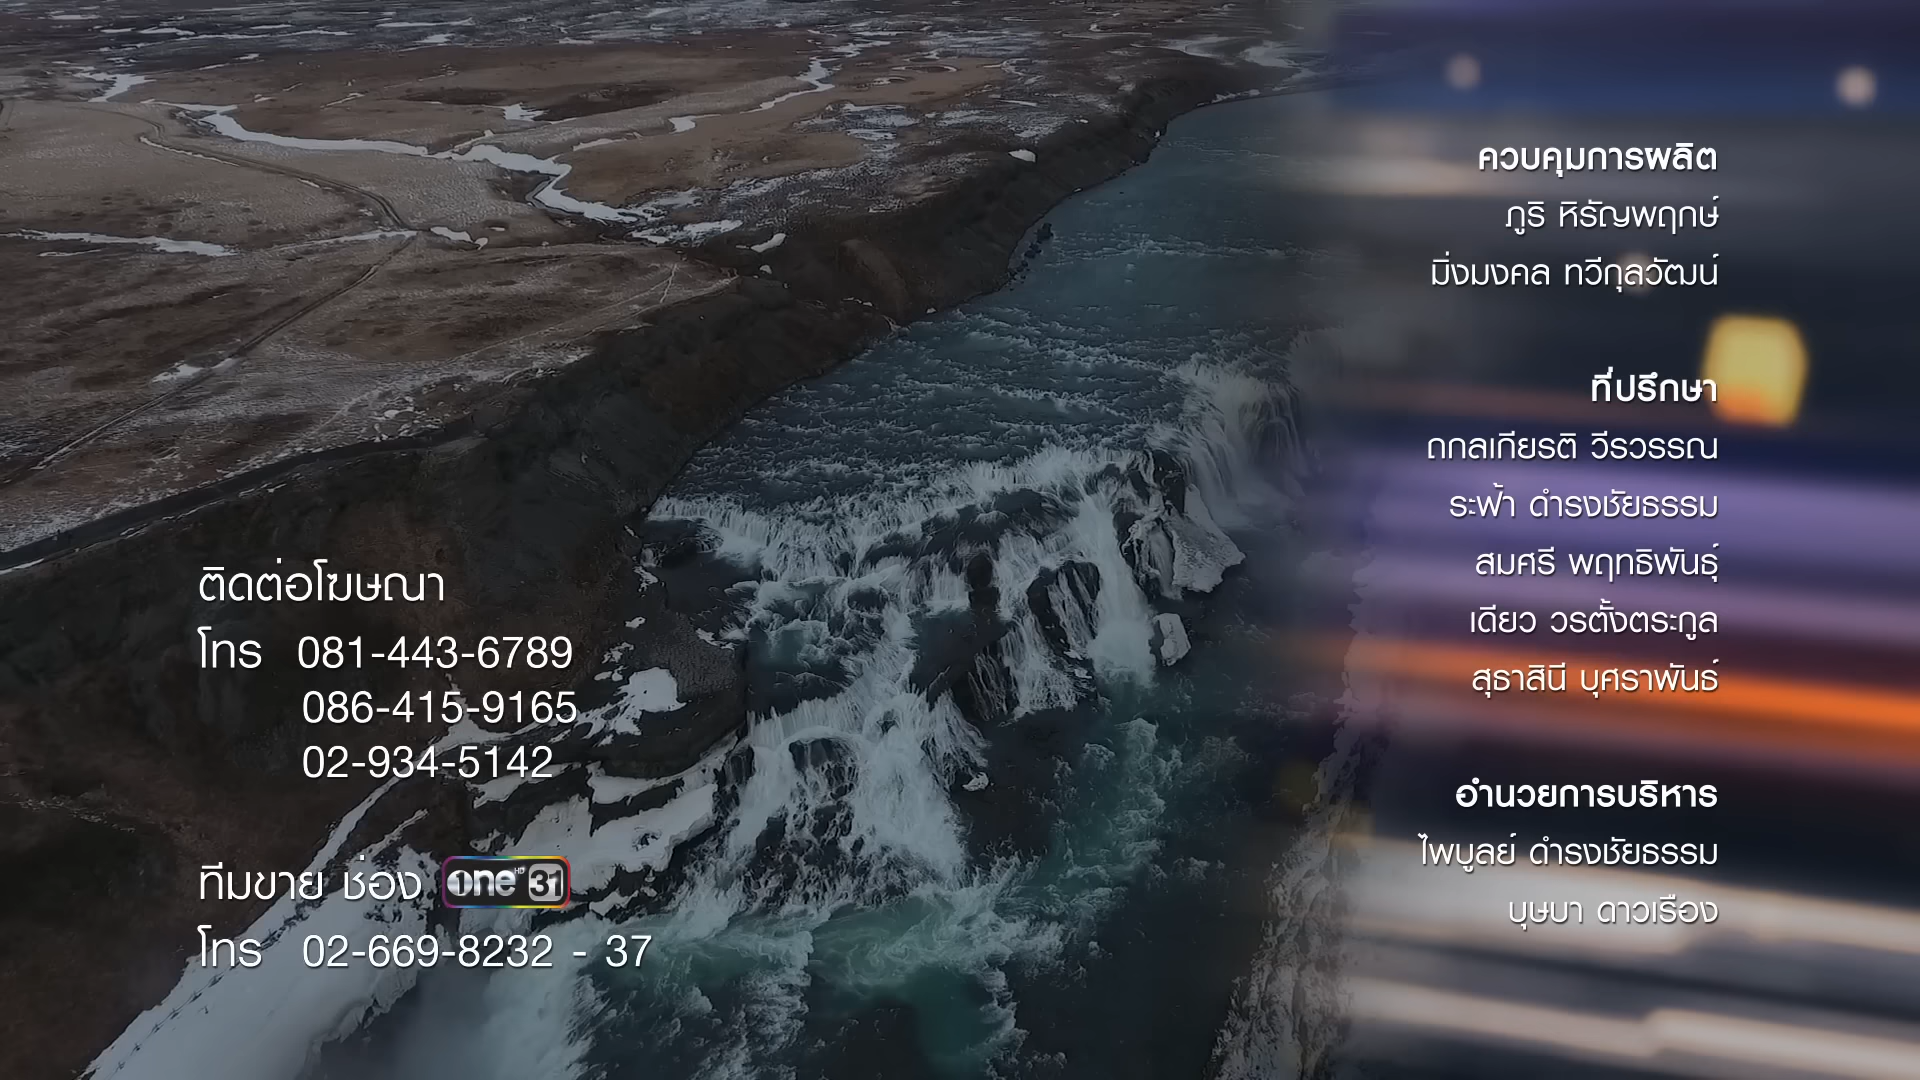 ติดต่อโฆษณา
โทร 081-443-6789
086-415-9165
02-934-5142
ทีมขาย ช่อง one HD 31
โทร 02-669-8232 - 37
ควบคุมการผลิต
ภูริ หิรัญพฤกษ์
มิ่งมงคล ทวีกุลวัฒน์
ที่ปรึกษา
ถกลเกียรติ วีรวรรณ
ระฟ้า ดำรงชัยธรรม
สมศรี พฤทธิพันธุ์
เดียว วรตั้งตระกูล
สุธาสินี บุศราพันธ์
อำนวยการบริหาร
ไพบูลย์ ดำรงชัยธรรม
บุษบา ดาวเรือง